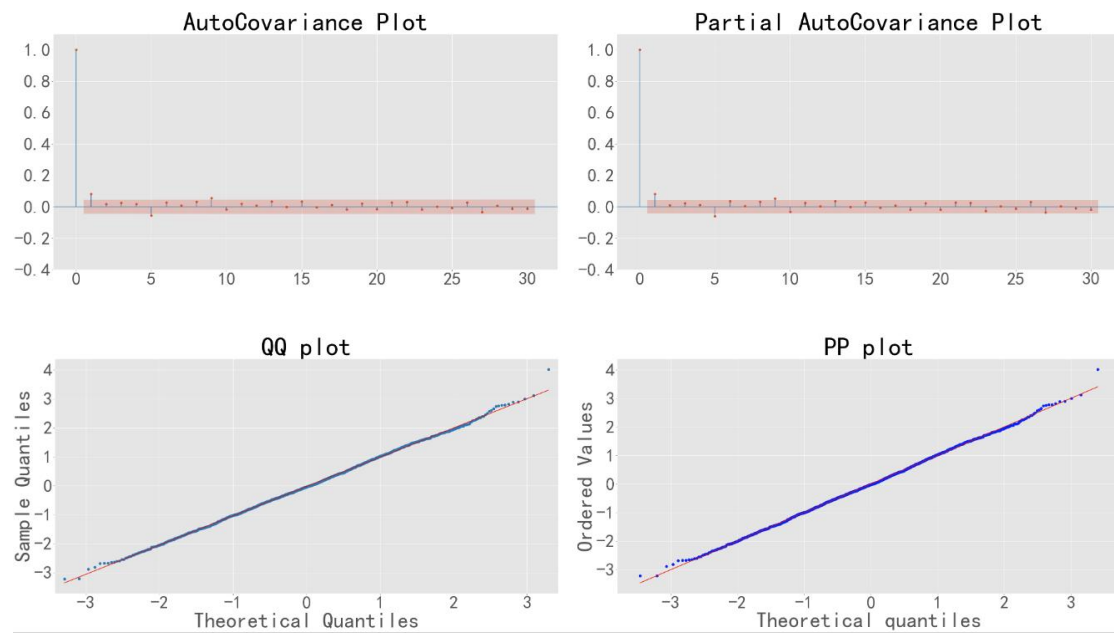 AutoCovariance Plot
1.0
0.8
0.6
0.4
0.2
0.0
-0.2
-0.4
0 5 10 15 20 25 30
Partial AutoCovariance Plot
1.0
0.8
0.6
0.4
0.2
0.0
-0.2
-0.4
0 5 10 15 20 25 30
QQ plot
Sample Quantiles
4
3
2
1
0
-1
-2
-3
-3 -2 -1 0 1 2 3
Theoretical Quantiles
PP plot
Ordered Values
4
3
2
1
0
-1
-2
-3
-3 -2 -1 0 1 2 3
Theoretical quantiles